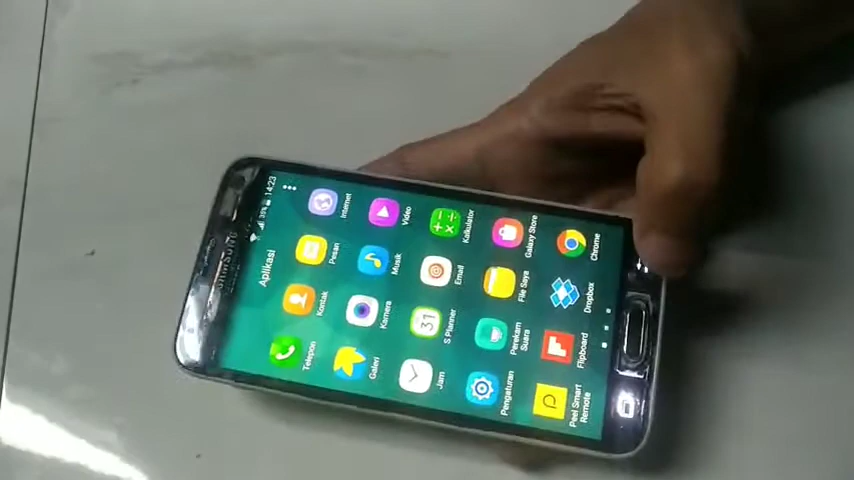 14:23
SAMSUNG
Aplikasi
Telepon Kontak Pesan Internet
Galeri Kamera Musik Video
31
Jam S Planner Email Kalkulator
Pengaturan Perekam Suara File Saya Galaxy Store
Peel Smart Remote Flipboard Dropbox Chrome